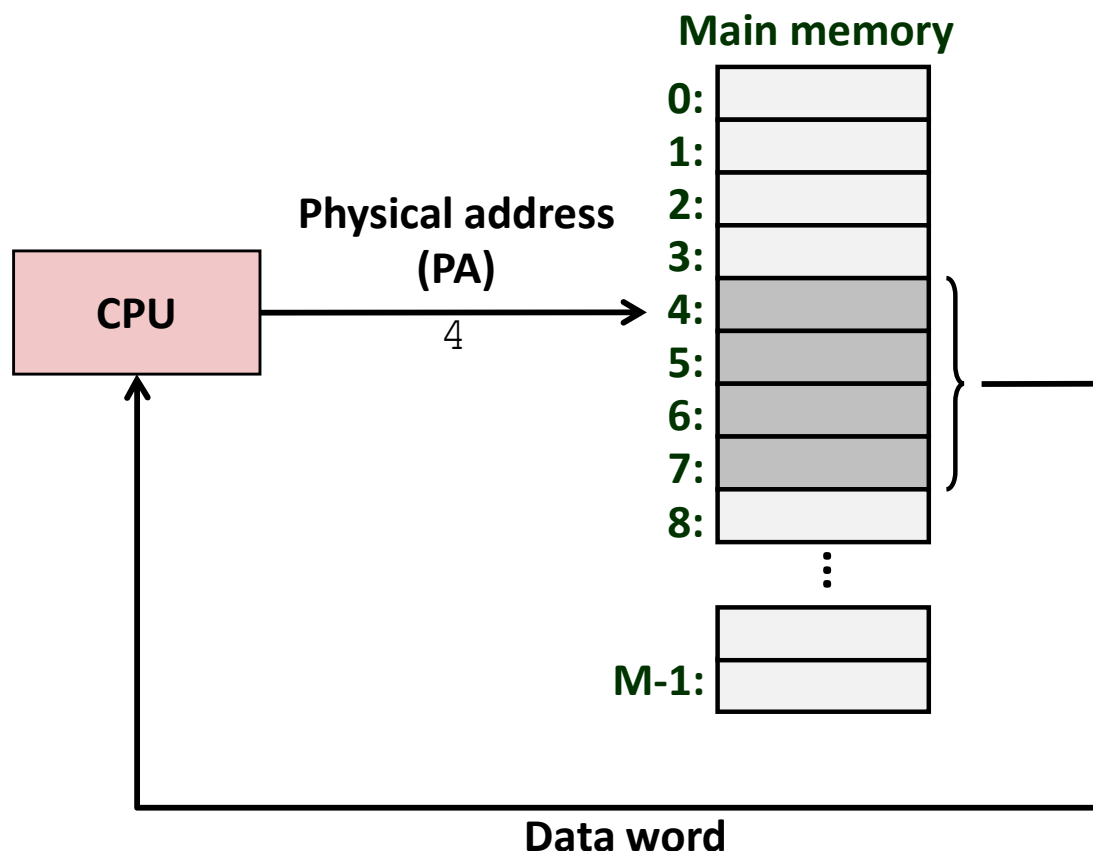 Main memory
0:
1:
2:
Physical address
(PA)
3:
CPU
4
4:
5:
6:
7:
8:
⋮
M-1:
Data word